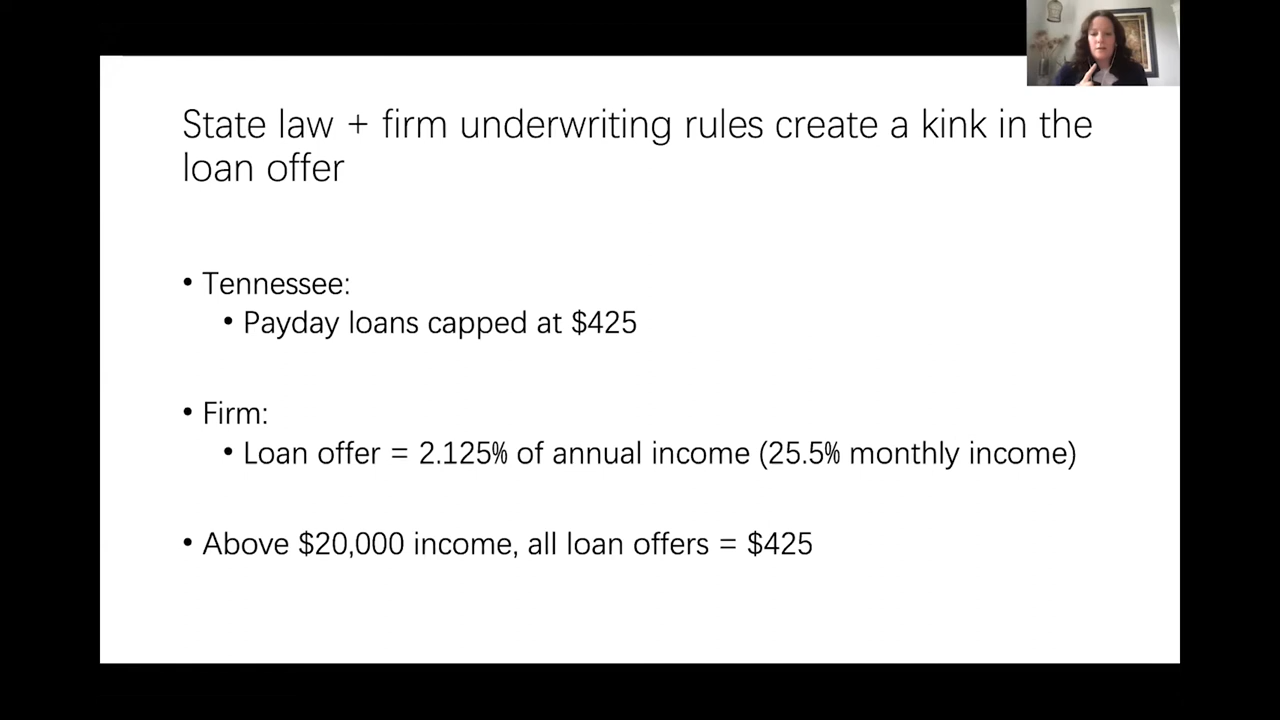 State law + firm underwriting rules create a kink in the
loan offer
• Tennessee:
• Payday loans capped at $425
• Firm:
• Loan offer = 2.125% of annual income (25.5% monthly income)
• Above $20,000 income, all loan offers = $425